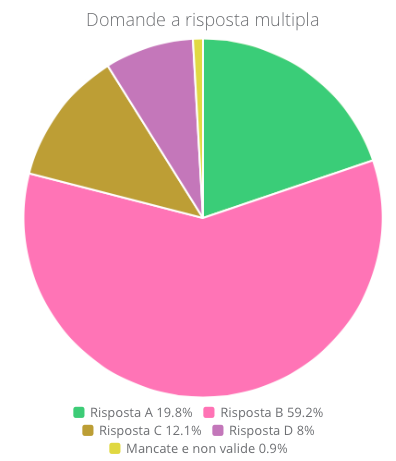 Domande a risposta multipla
Risposta A 19.8% Risposta B 59.2%
Risposta C 12.1% Risposta D 8%
Mancate e non valide 0.9%